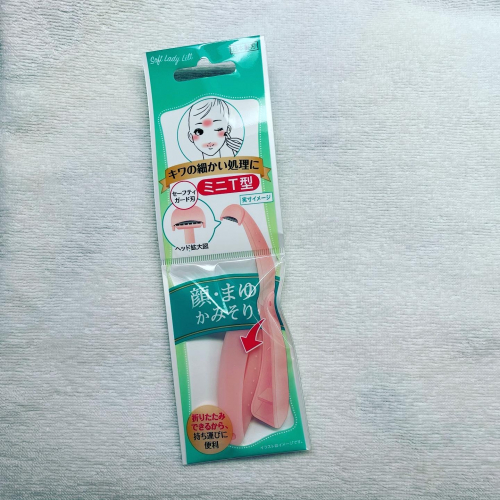 Soft Lady Lill
キワの細かい処理に
セーフティ
ガード刃
ミニT型
実寸イメージ
ヘッド拡大図
顔・まゆ
かみそり
折りたたみ
できるから、
持ち運びに
便利